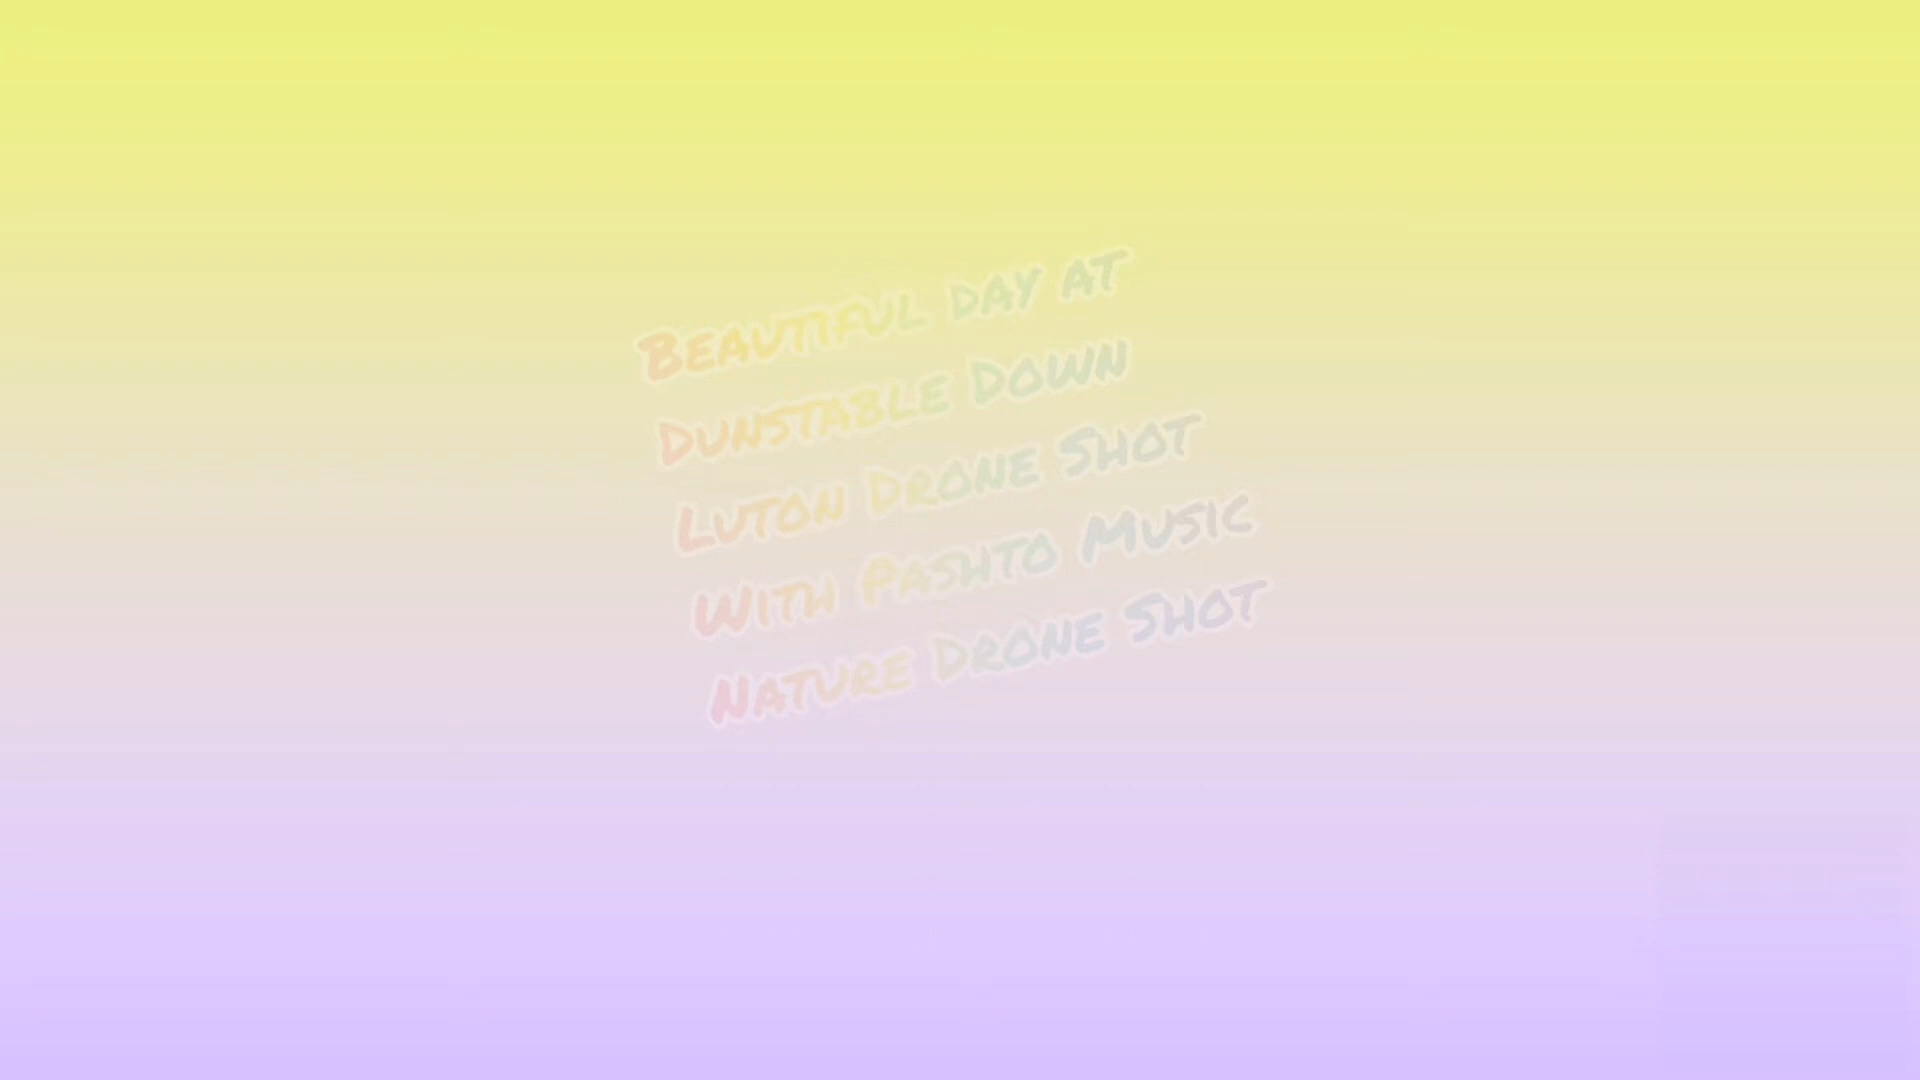 Beautiful day at
Dunstable Down
Luton Drone Shot
With Pashto Music
Nature Drone Shot